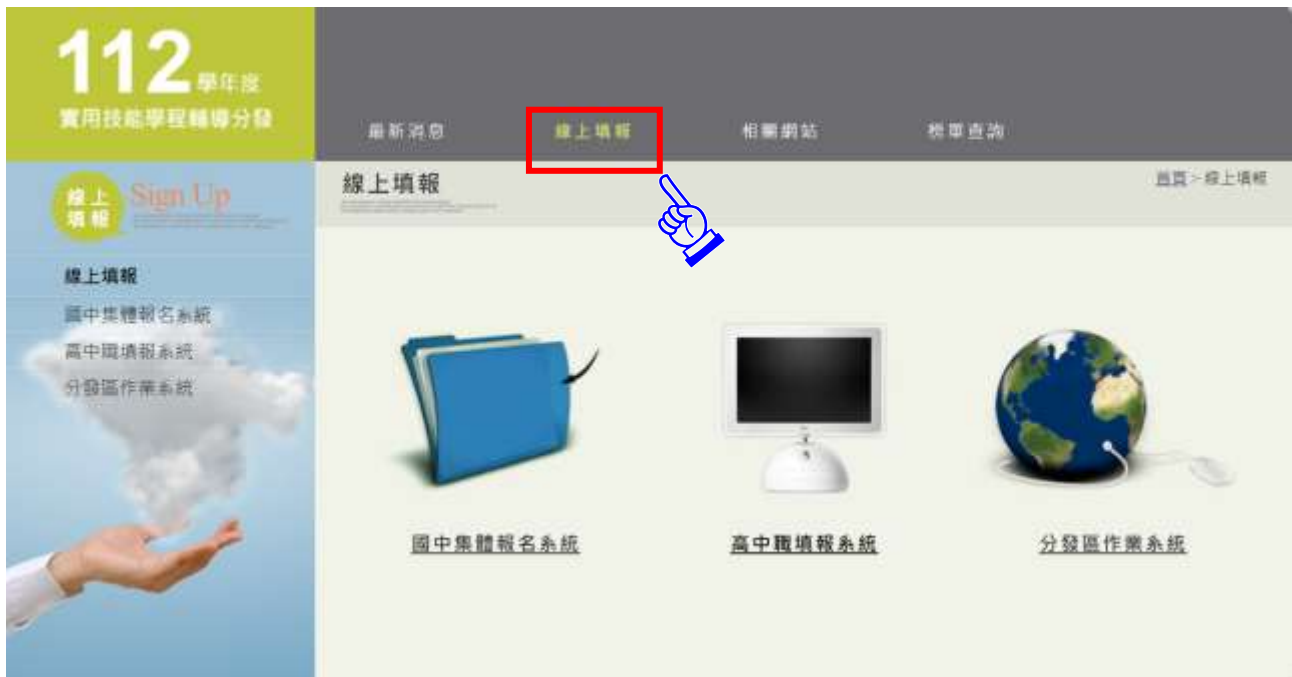 112學年度
實用技能學程輔導分發
最新消息
線上填報
相關網站
榜單查詢
線上
填報
Sign Up
線上填報
首頁 > 線上填報
線上填報
國中集體報名系統
高中職填報系統
分發區作業系統
國中集體報名系統
高中職填報系統
分發區作業系統